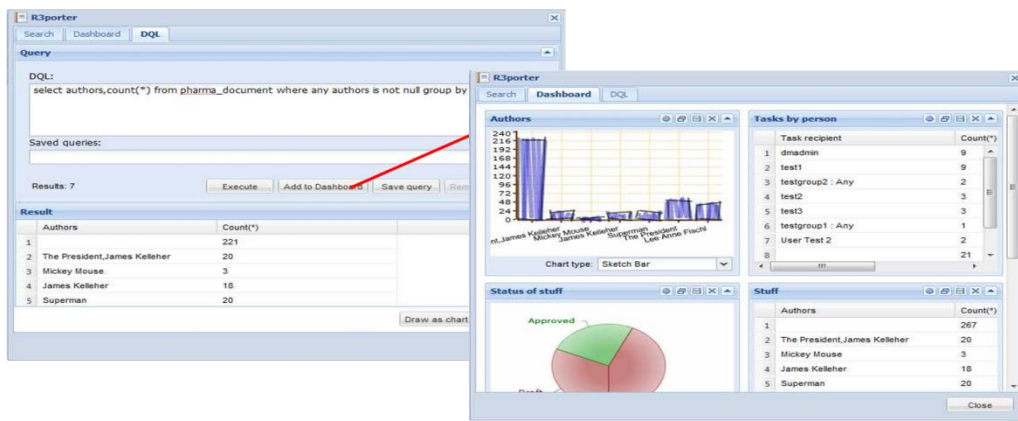 R3porter
Search Dashboard DQL
Query
DQL:
select authors,count(*) from pharma_document where any authors is not null group by
Saved queries:
Results: 7 Execute Add to Dashboard Save query
Result
Authors Count(*)
1 221
2 The President,James Kelleher 20
3 Mickey Mouse 3
4 James Kelleher 18
5 Superman 20
Draw as chart
R3porter
Search Dashboard DQL
Authors
240
216
192
168
144
120
96
72
48
24
0
nt,James Kelleher
Mickey Mouse
James Kelleher
Superman
The President
Lee Anne Fischl
Chart type: Sketch Bar
Tasks by person
Task recipient Count(*)
1 dmadmin 9
2 test1 9
3 testgroup2 : Any 2
4 test2 3
5 test3 3
6 testgroup1 : Any 1
7 User Test 2 2
8 21
Status of stuff
Approved
Stuff
Authors Count(*)
1 267
2 The President,James Kelleher 20
3 Mickey Mouse 3
4 James Kelleher 18
5 Superman 20
Close